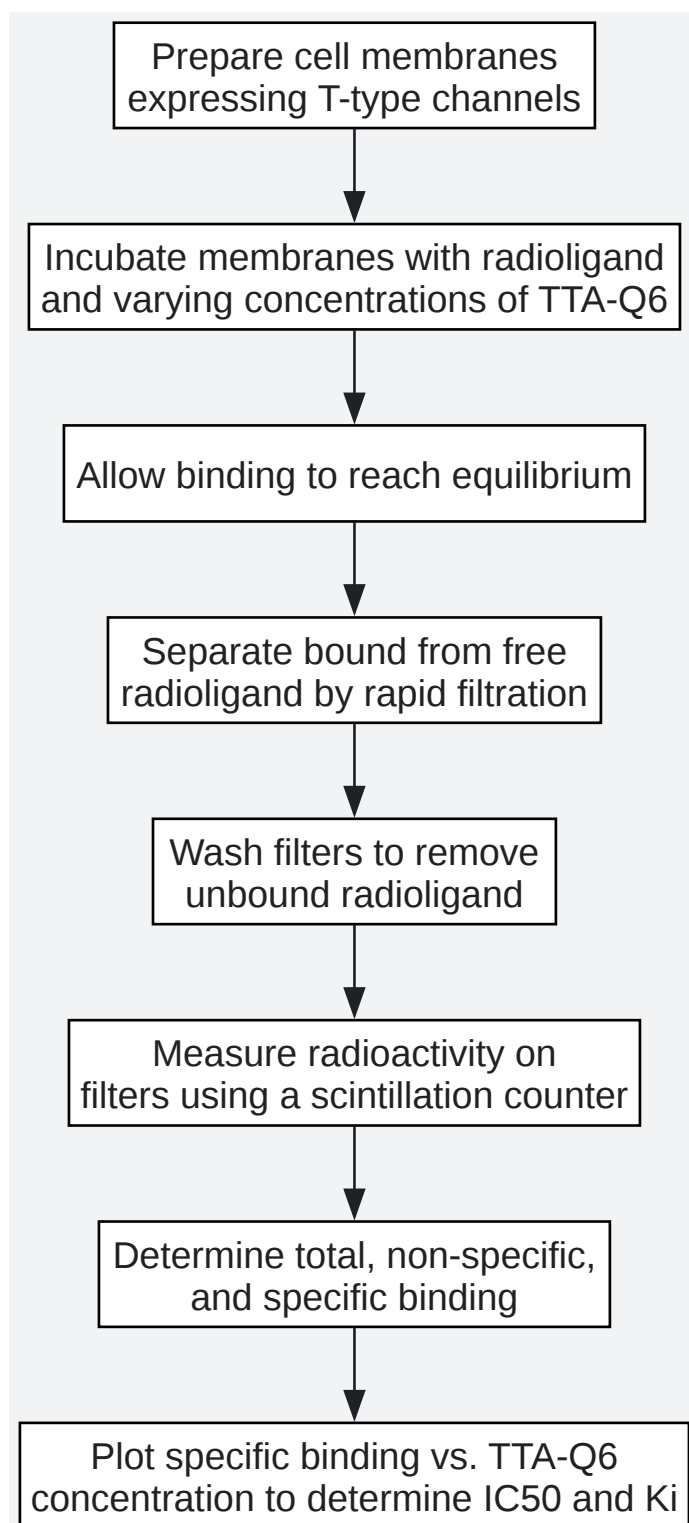 Prepare cell membranes
expressing T-type channels
Incubate membranes with radioligand
and varying concentrations of TTA-Q6
Allow binding to reach equilibrium
Separate bound from free
radioligand by rapid filtration
Wash filters to remove
unbound radioligand
Measure radioactivity on
filters using a scintillation counter
Determine total, non-specific,
and specific binding
Plot specific binding vs. TTA-Q6
concentration to determine IC50 and Ki